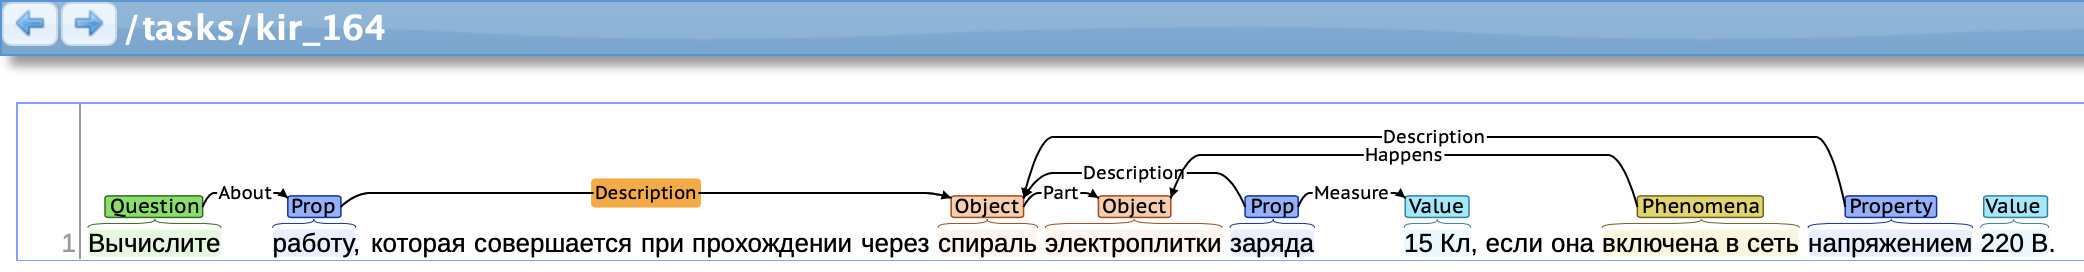 /tasks/kir_164
Description
Happens
Description
About Description Part Measure
Question Prop Object Object Prop Value Phenomena Property Value
1 Вычислите работу, которая совершается при прохождении через спираль электроплитки заряда 15 Кл, если она включена в сеть напряжением 220 В.